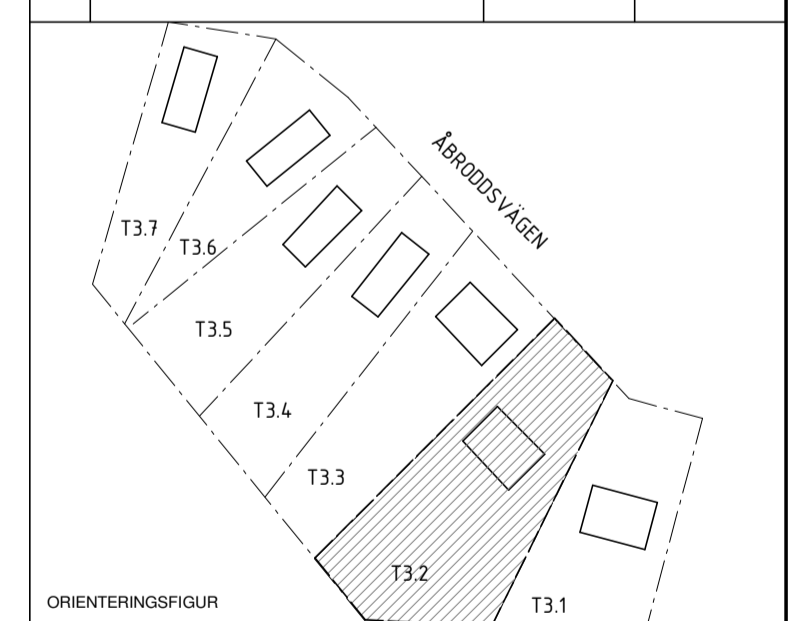 ÅBRODDSVÄGEN
T3.7
T3.6
T3.5
T3.4
T3.3
T3.2
T3.1
ORIENTERINGSFIGUR